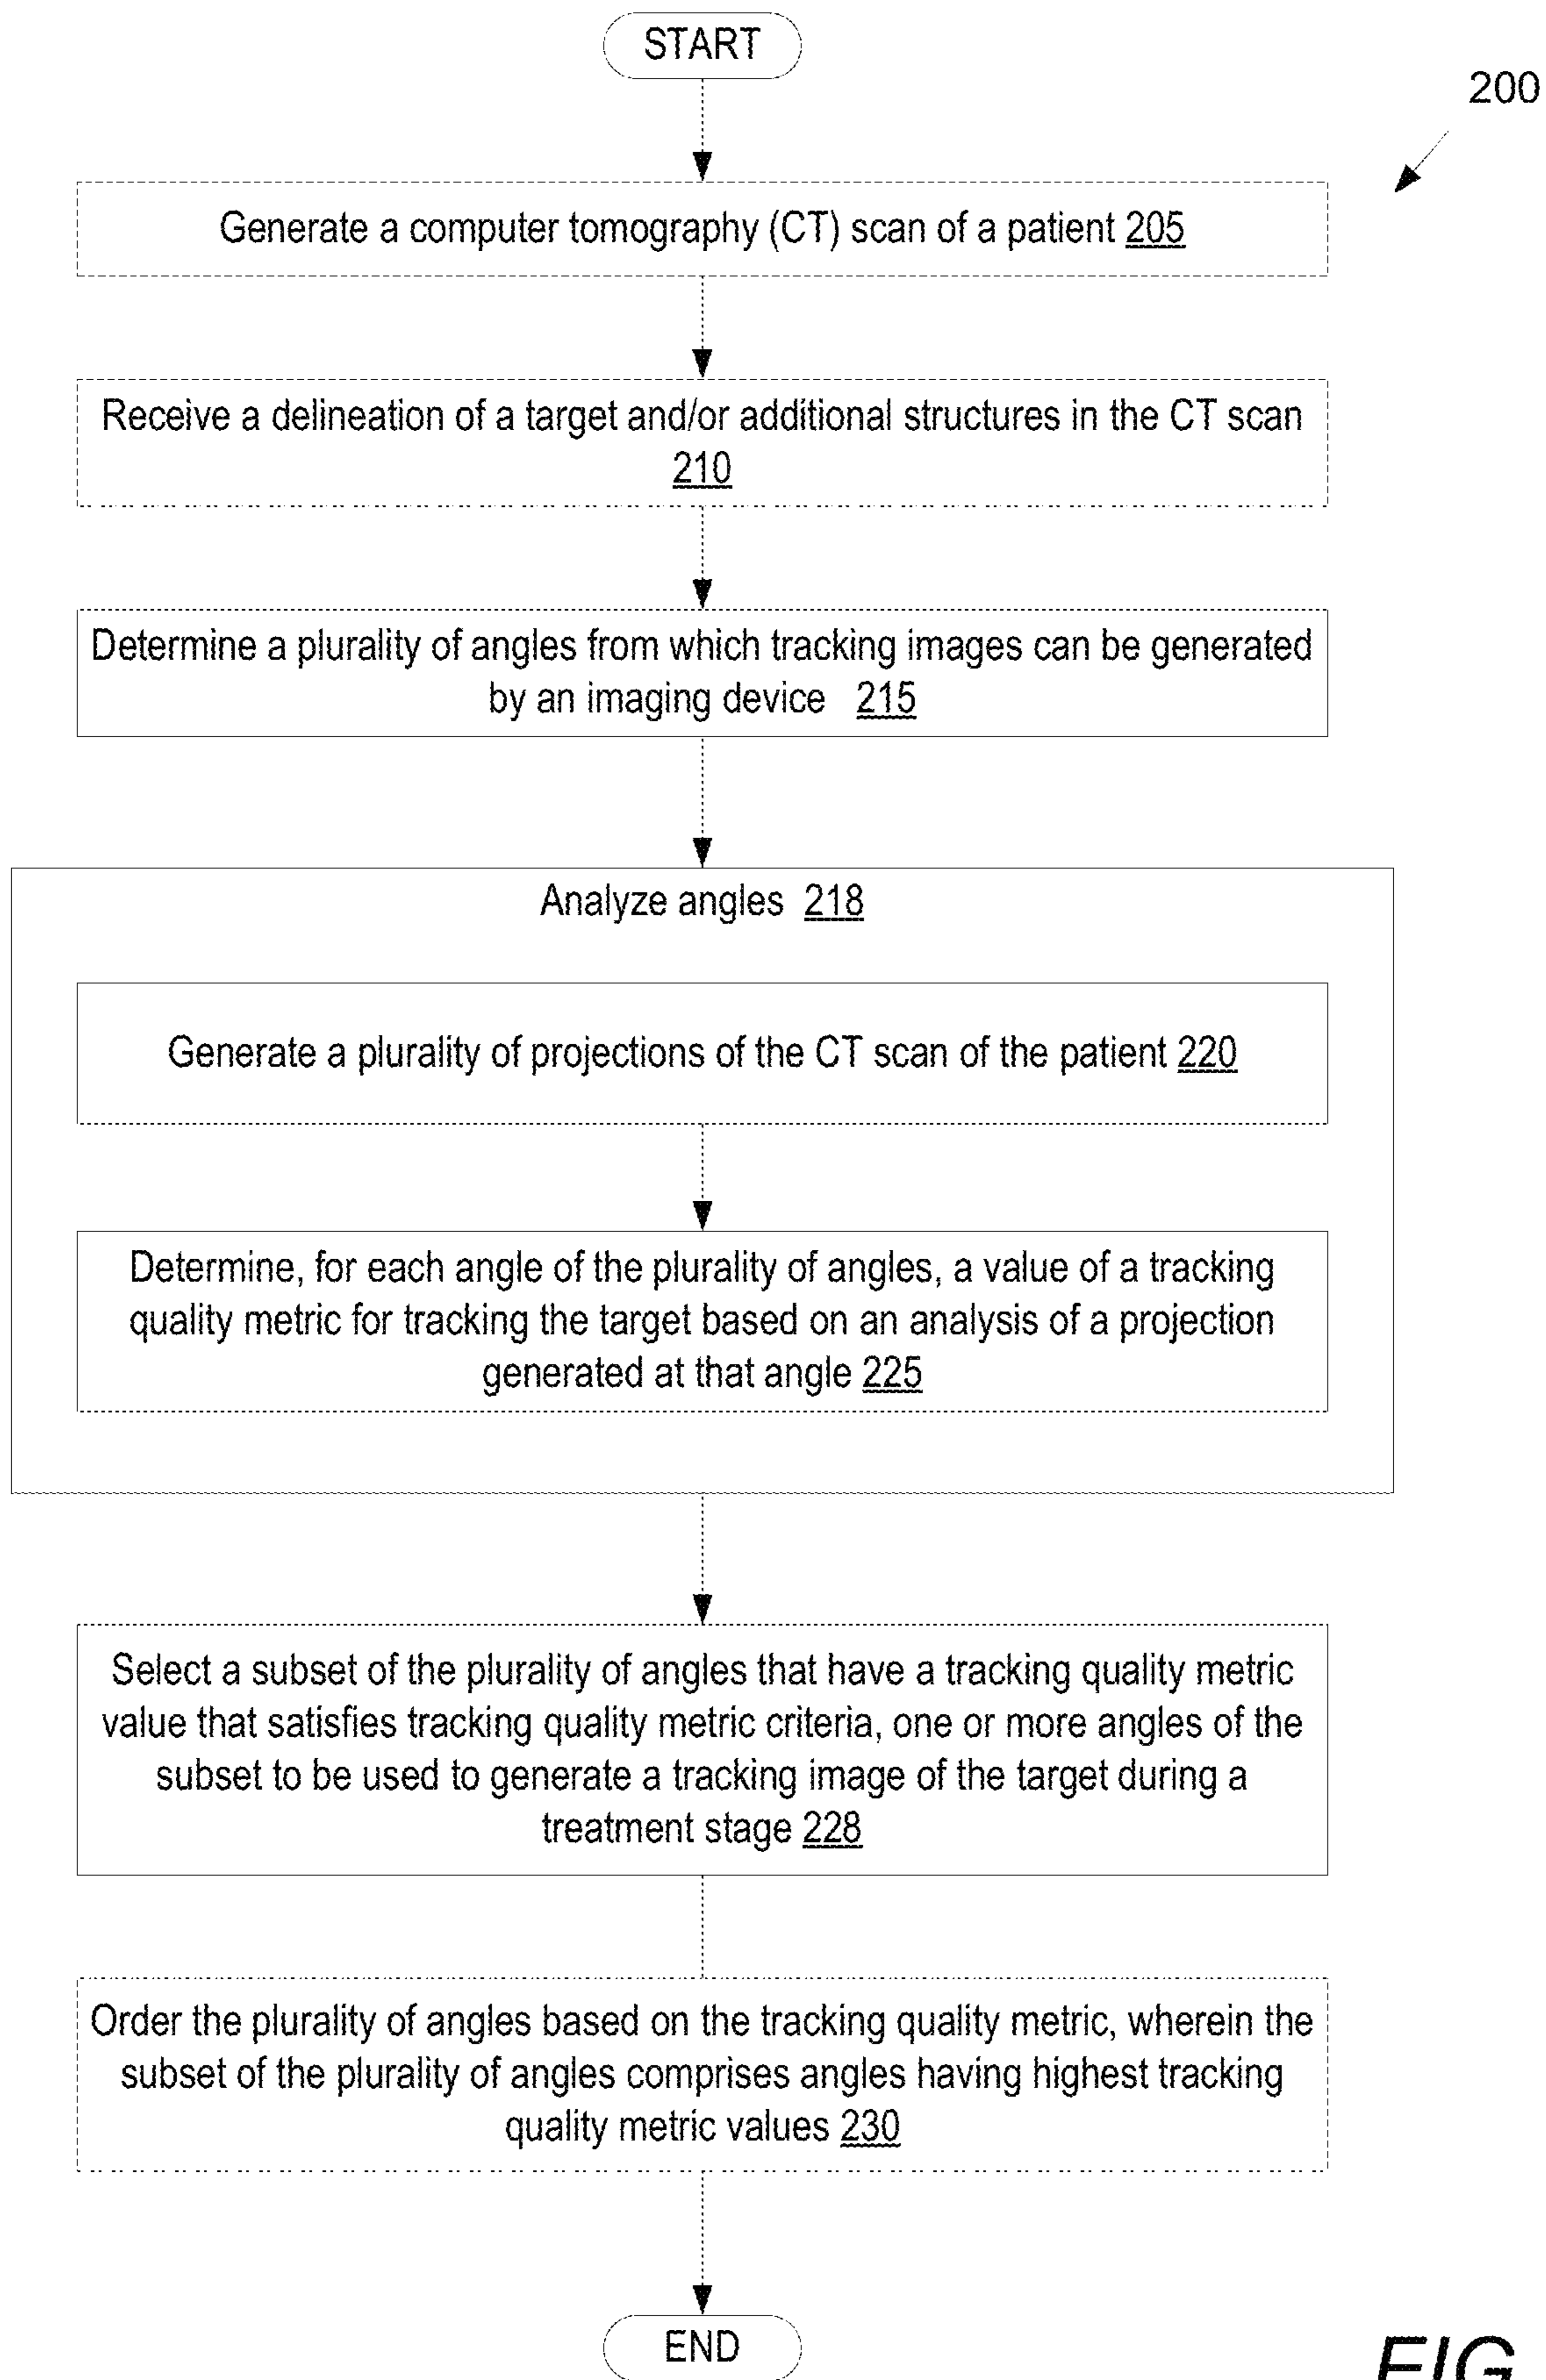 START
200
Generate a computer tomography (CT) scan of a patient 205
Receive a delineation of a target and/or additional structures in the CT scan
210
Determine a plurality of angles from which tracking images can be generated
by an imaging device 215
Analyze angles 218
Generate a plurality of projections of the CT scan of the patient 220
Determine, for each angle of the plurality of angles, a value of a tracking
quality metric for tracking the target based on an analysis of a projection
generated at that angle 225
Select a subset of the plurality of angles that have a tracking quality metric
value that satisfies tracking quality metric criteria, one or more angles of the
subset to be used to generate a tracking image of the target during a
treatment stage 228
Order the plurality of angles based on the tracking quality metric, wherein the
subset of the plurality of angles comprises angles having highest tracking
quality metric values 230
END
FIG